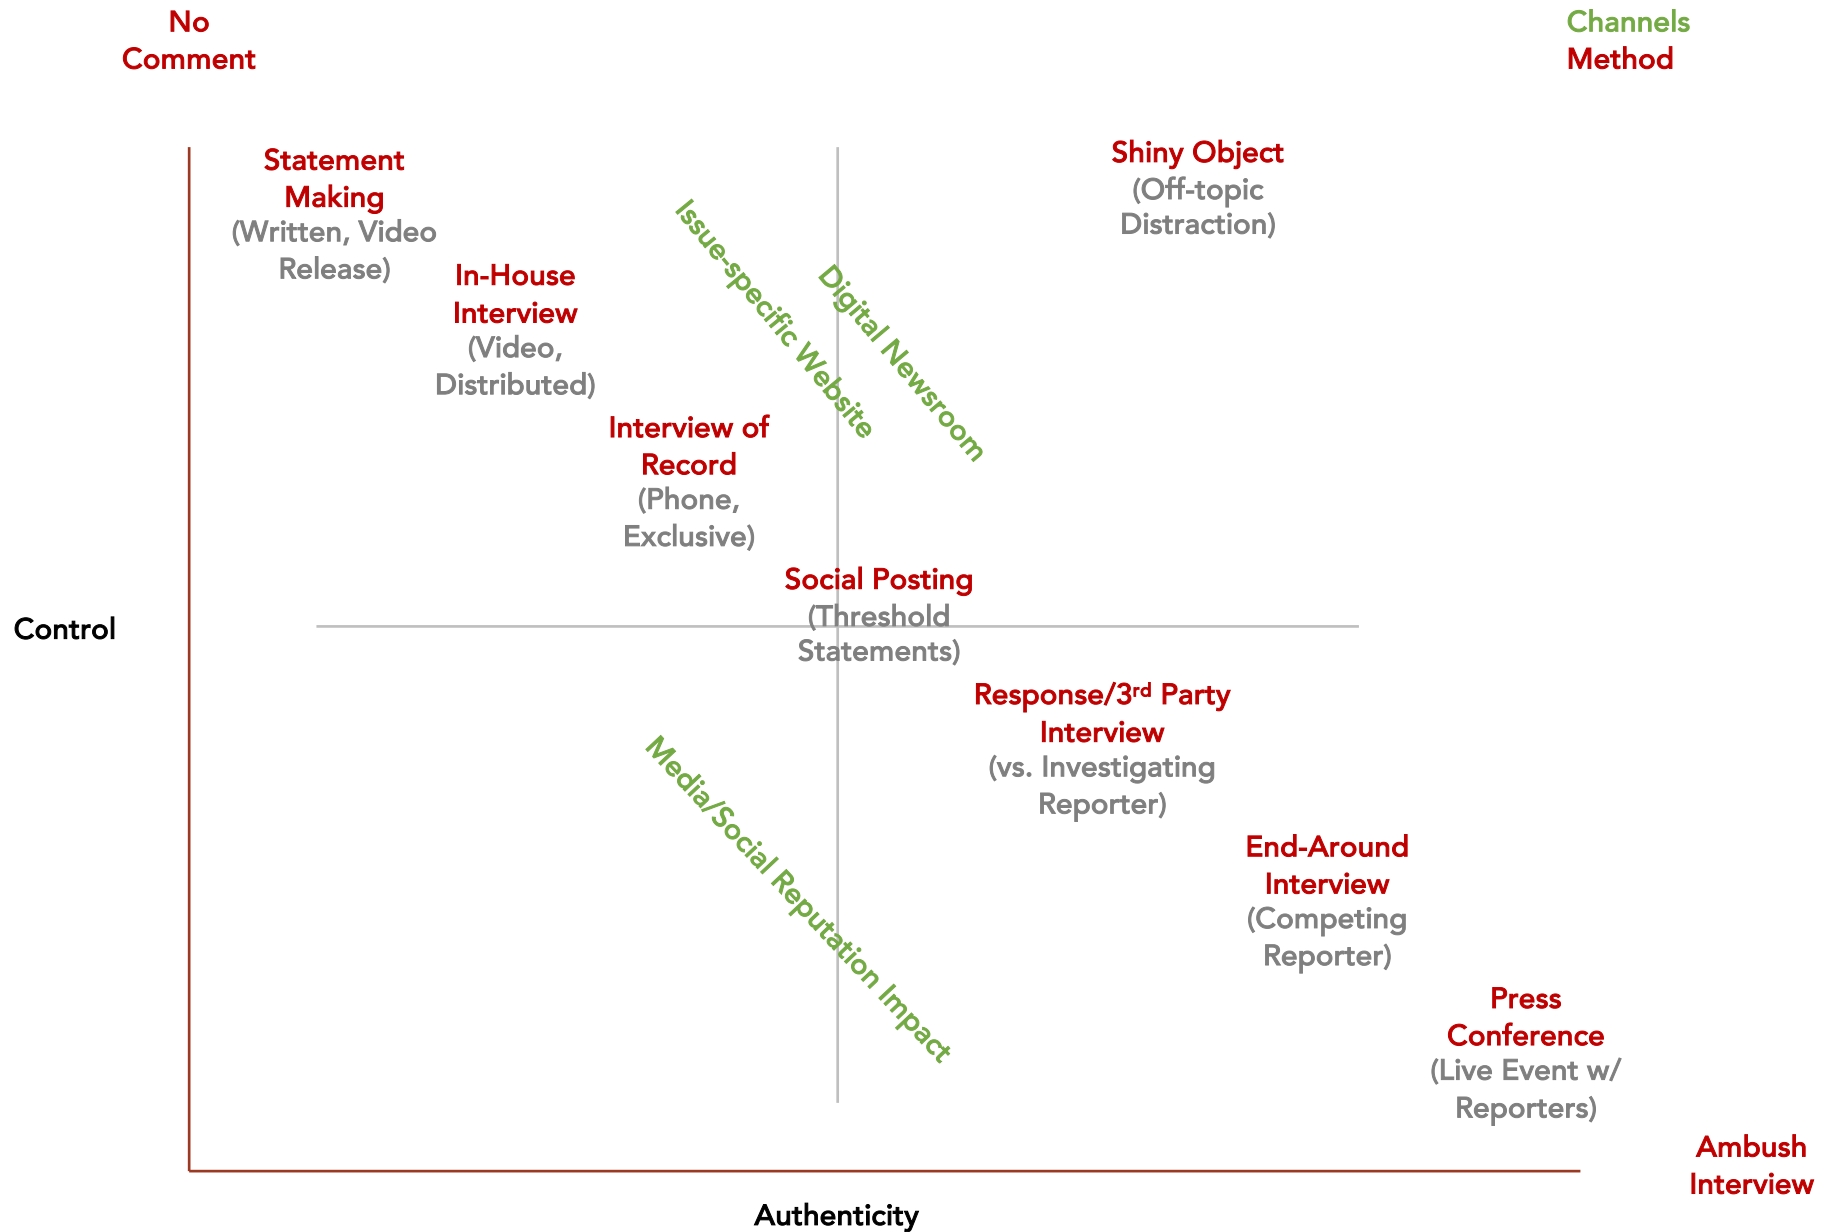 No
Comment
Channels
Method
Statement
Making
(Written, Video
Release)
Shiny Object
(Off-topic
Distraction)
In-House
Interview
(Video,
Distributed)
Issue-specific Website
Digital Newsroom
Interview of
Record
(Phone,
Exclusive)
Social Posting
(Threshold
Statements)
Control
Response/3rd Party
Interview
(vs. Investigating
Reporter)
Media/Social Reputation Impact
End-Around
Interview
(Competing
Reporter)
Press
Conference
(Live Event w/
Reporters)
Ambush
Interview
Authenticity